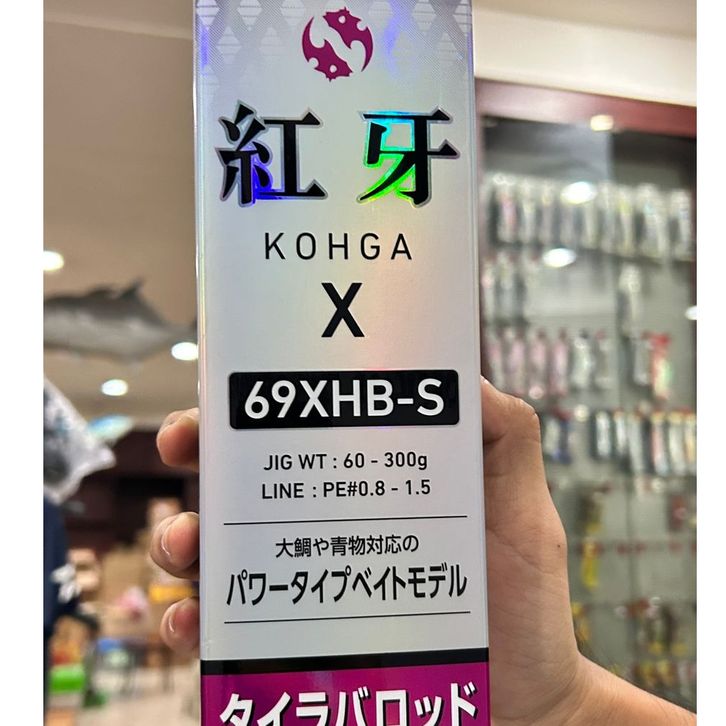 紅牙
KOHGA
X
69XHB-S
JIG WT : 60 - 300g
LINE : PE#0.8 - 1.5
大鯛や青物対応の
パワータイプベイトモデル
タイラバロッド